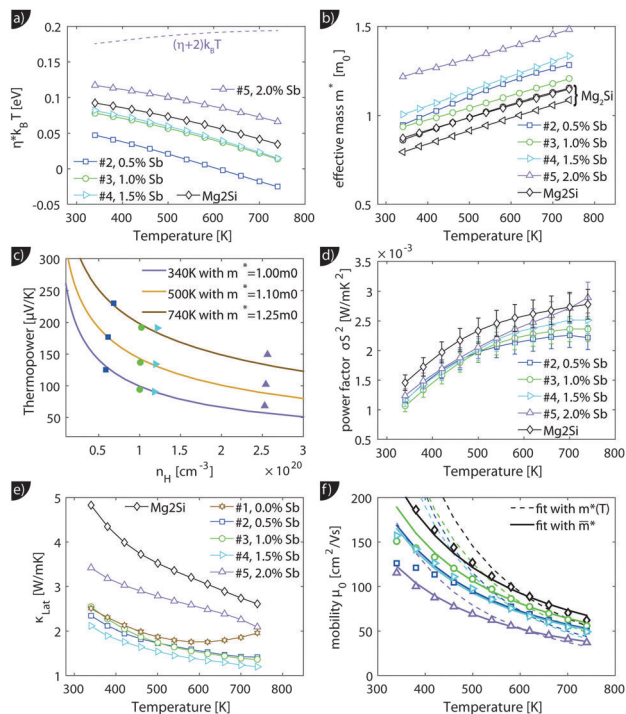 a)
0.2
0.15
0.1
0.05
0
-0.05
η*k_B T [eV]
(η+2)k_BT
#5, 2.0% Sb
#2, 0.5% Sb
#3, 1.0% Sb
#4, 1.5% Sb
Mg2Si
300 400 500 600 700 800
Temperature [K]
b)
1.5
1
0.5
effective mass m* [m_0]
Mg_2Si
#2, 0.5% Sb
#3, 1.0% Sb
#4, 1.5% Sb
#5, 2.0% Sb
Mg2Si
300 400 500 600 700 800
Temperature [K]
c)
300
250
200
150
100
50
Thermopower [μV/K]
340K with m*=1.00m0
500K with m*=1.10m0
740K with m*=1.25m0
0.5 1 1.5 2 2.5 3
n_H [cm^-3]
× 10^20
d)
×10^-3
3.5
3
2.5
2
1.5
1
0.5
power factor σS^2 [W/mK^2]
#2, 0.5% Sb
#3, 1.0% Sb
#4, 1.5% Sb
#5, 2.0% Sb
Mg2Si
300 400 500 600 700 800
Temperature [K]
e)
5
4
3
2
1
κ_Lat [W/mK]
Mg2Si
#1, 0.0% Sb
#2, 0.5% Sb
#3, 1.0% Sb
#4, 1.5% Sb
#5, 2.0% Sb
300 400 500 600 700 800
Temperature [K]
f)
200
150
100
50
0
mobility μ_0 [cm^2/Vs]
fit with m*(T)
fit with m̅*
300 400 500 600 700 800
Temperature [K]